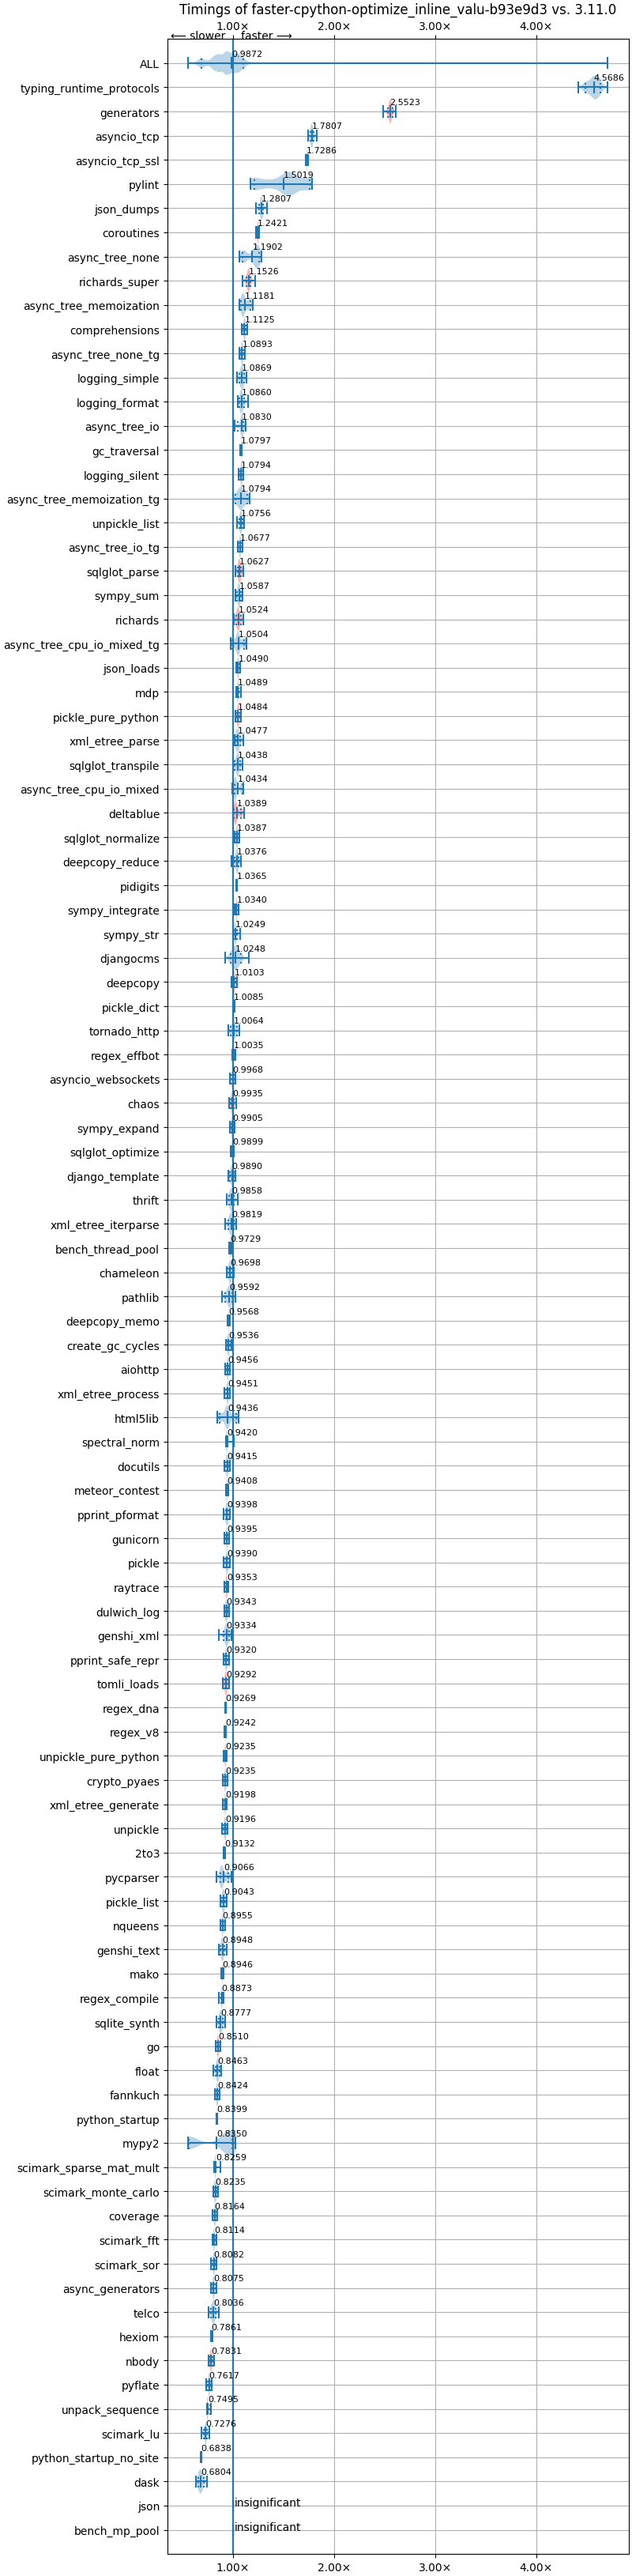 Timings of faster-cpython-optimize_inline_valu-b93e9d3 vs. 3.11.0
1.00× 2.00× 3.00× 4.00×
⟵ slower faster ⟶
ALL 0.9872
typing_runtime_protocols 4.5686
generators 2.5523
asyncio_tcp 1.7807
asyncio_tcp_ssl 1.7286
pylint 1.5019
json_dumps 1.2807
coroutines 1.2421
async_tree_none 1.1902
richards_super 1.1526
async_tree_memoization 1.1181
comprehensions 1.1125
async_tree_none_tg 1.0893
logging_simple 1.0869
logging_format 1.0860
async_tree_io 1.0830
gc_traversal 1.0797
logging_silent 1.0794
async_tree_memoization_tg 1.0794
unpickle_list 1.0756
async_tree_io_tg 1.0677
sqlglot_parse 1.0627
sympy_sum 1.0587
richards 1.0524
async_tree_cpu_io_mixed_tg 1.0504
json_loads 1.0490
mdp 1.0489
pickle_pure_python 1.0484
xml_etree_parse 1.0477
sqlglot_transpile 1.0438
async_tree_cpu_io_mixed 1.0434
deltablue 1.0389
sqlglot_normalize 1.0387
deepcopy_reduce 1.0376
pidigits 1.0365
sympy_integrate 1.0340
sympy_str 1.0249
djangocms 1.0248
deepcopy 1.0103
pickle_dict 1.0085
tornado_http 1.0064
regex_effbot 1.0035
asyncio_websockets 0.9968
chaos 0.9935
sympy_expand 0.9905
sqlglot_optimize 0.9899
django_template 0.9890
thrift 0.9858
xml_etree_iterparse 0.9819
bench_thread_pool 0.9729
chameleon 0.9698
pathlib 0.9592
deepcopy_memo 0.9568
create_gc_cycles 0.9536
aiohttp 0.9456
xml_etree_process 0.9451
html5lib 0.9436
spectral_norm 0.9420
docutils 0.9415
meteor_contest 0.9408
pprint_pformat 0.9398
gunicorn 0.9395
pickle 0.9390
raytrace 0.9353
dulwich_log 0.9343
genshi_xml 0.9334
pprint_safe_repr 0.9320
tomli_loads 0.9292
regex_dna 0.9269
regex_v8 0.9242
unpickle_pure_python 0.9235
crypto_pyaes 0.9235
xml_etree_generate 0.9198
unpickle 0.9196
2to3 0.9132
pycparser 0.9066
pickle_list 0.9043
nqueens 0.8955
genshi_text 0.8948
mako 0.8946
regex_compile 0.8873
sqlite_synth 0.8777
go 0.8510
float 0.8463
fannkuch 0.8424
python_startup 0.8399
mypy2 0.8350
scimark_sparse_mat_mult 0.8259
scimark_monte_carlo 0.8235
coverage 0.8164
scimark_fft 0.8114
scimark_sor 0.8082
async_generators 0.8075
telco 0.8036
hexiom 0.7861
nbody 0.7831
pyflate 0.7617
unpack_sequence 0.7495
scimark_lu 0.7276
python_startup_no_site 0.6838
dask 0.6804
json insignificant
bench_mp_pool insignificant
1.00× 2.00× 3.00× 4.00×